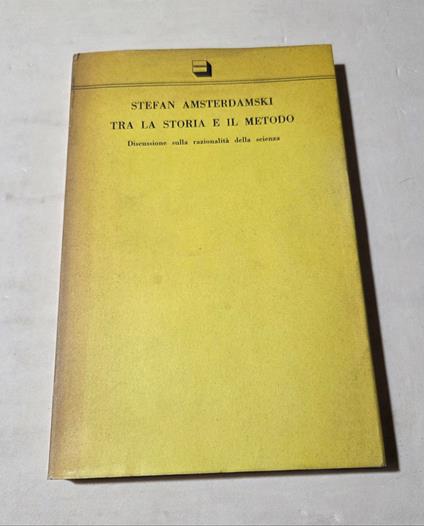 STEFAN AMSTERDAMSKI
TRA LA STORIA E IL METODO
Discussione sulla razionalità della scienza